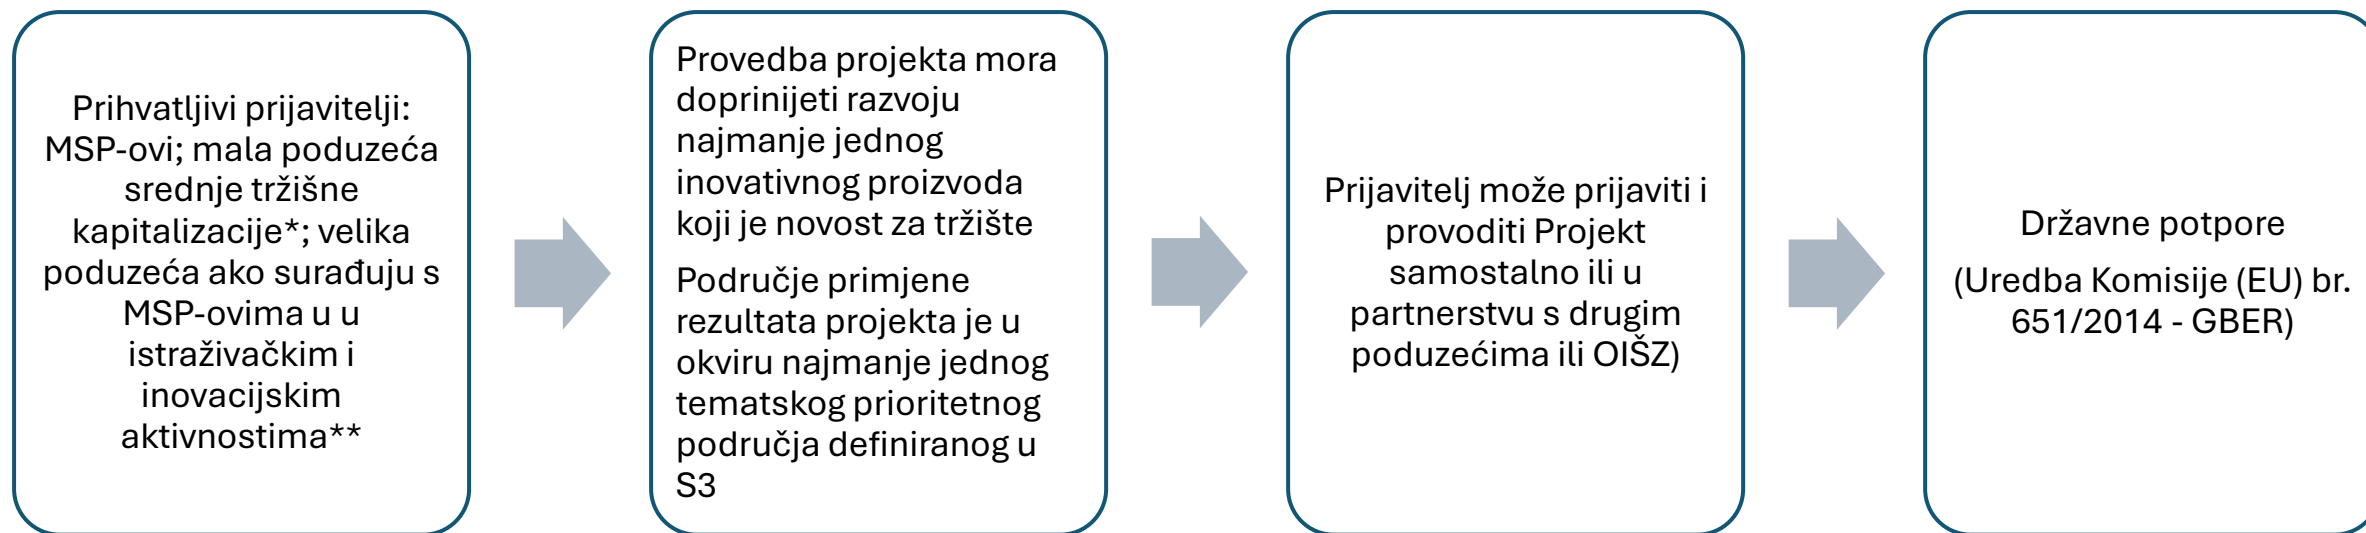 Prihvatljivi prijavitelji:
MSP-ovi; mala poduzeća
srednje tržišne
kapitalizacije*; velika
poduzeća ako surađuju s
MSP-ovima u u
istraživačkim i
inovacijskim
aktivnostima**
Provedba projekta mora
doprinijeti razvoju
najmanje jednog
inovativnog proizvoda
koji je novost za tržište
Područje primjene
rezultata projekta je u
okviru najmanje jednog
tematskog prioritetnog
područja definiranog u
S3
Prijavitelj može prijaviti i
provoditi Projekt
samostalno ili u
partnerstvu s drugim
poduzećima ili OIŠZ)
Državne potpore
(Uredba Komisije (EU) br.
651/2014 - GBER)